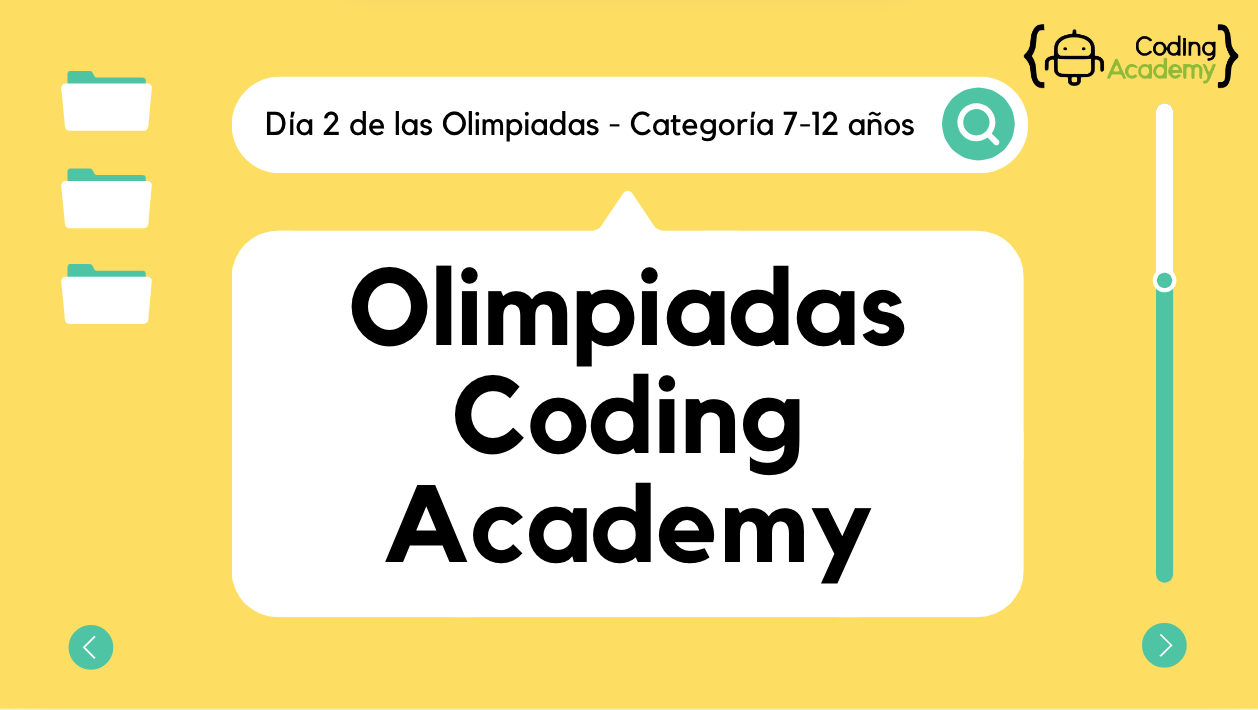 Coding
Academy
Día 2 de las Olimpiadas - Categoría 7-12 años
Olimpiadas
Coding
Academy